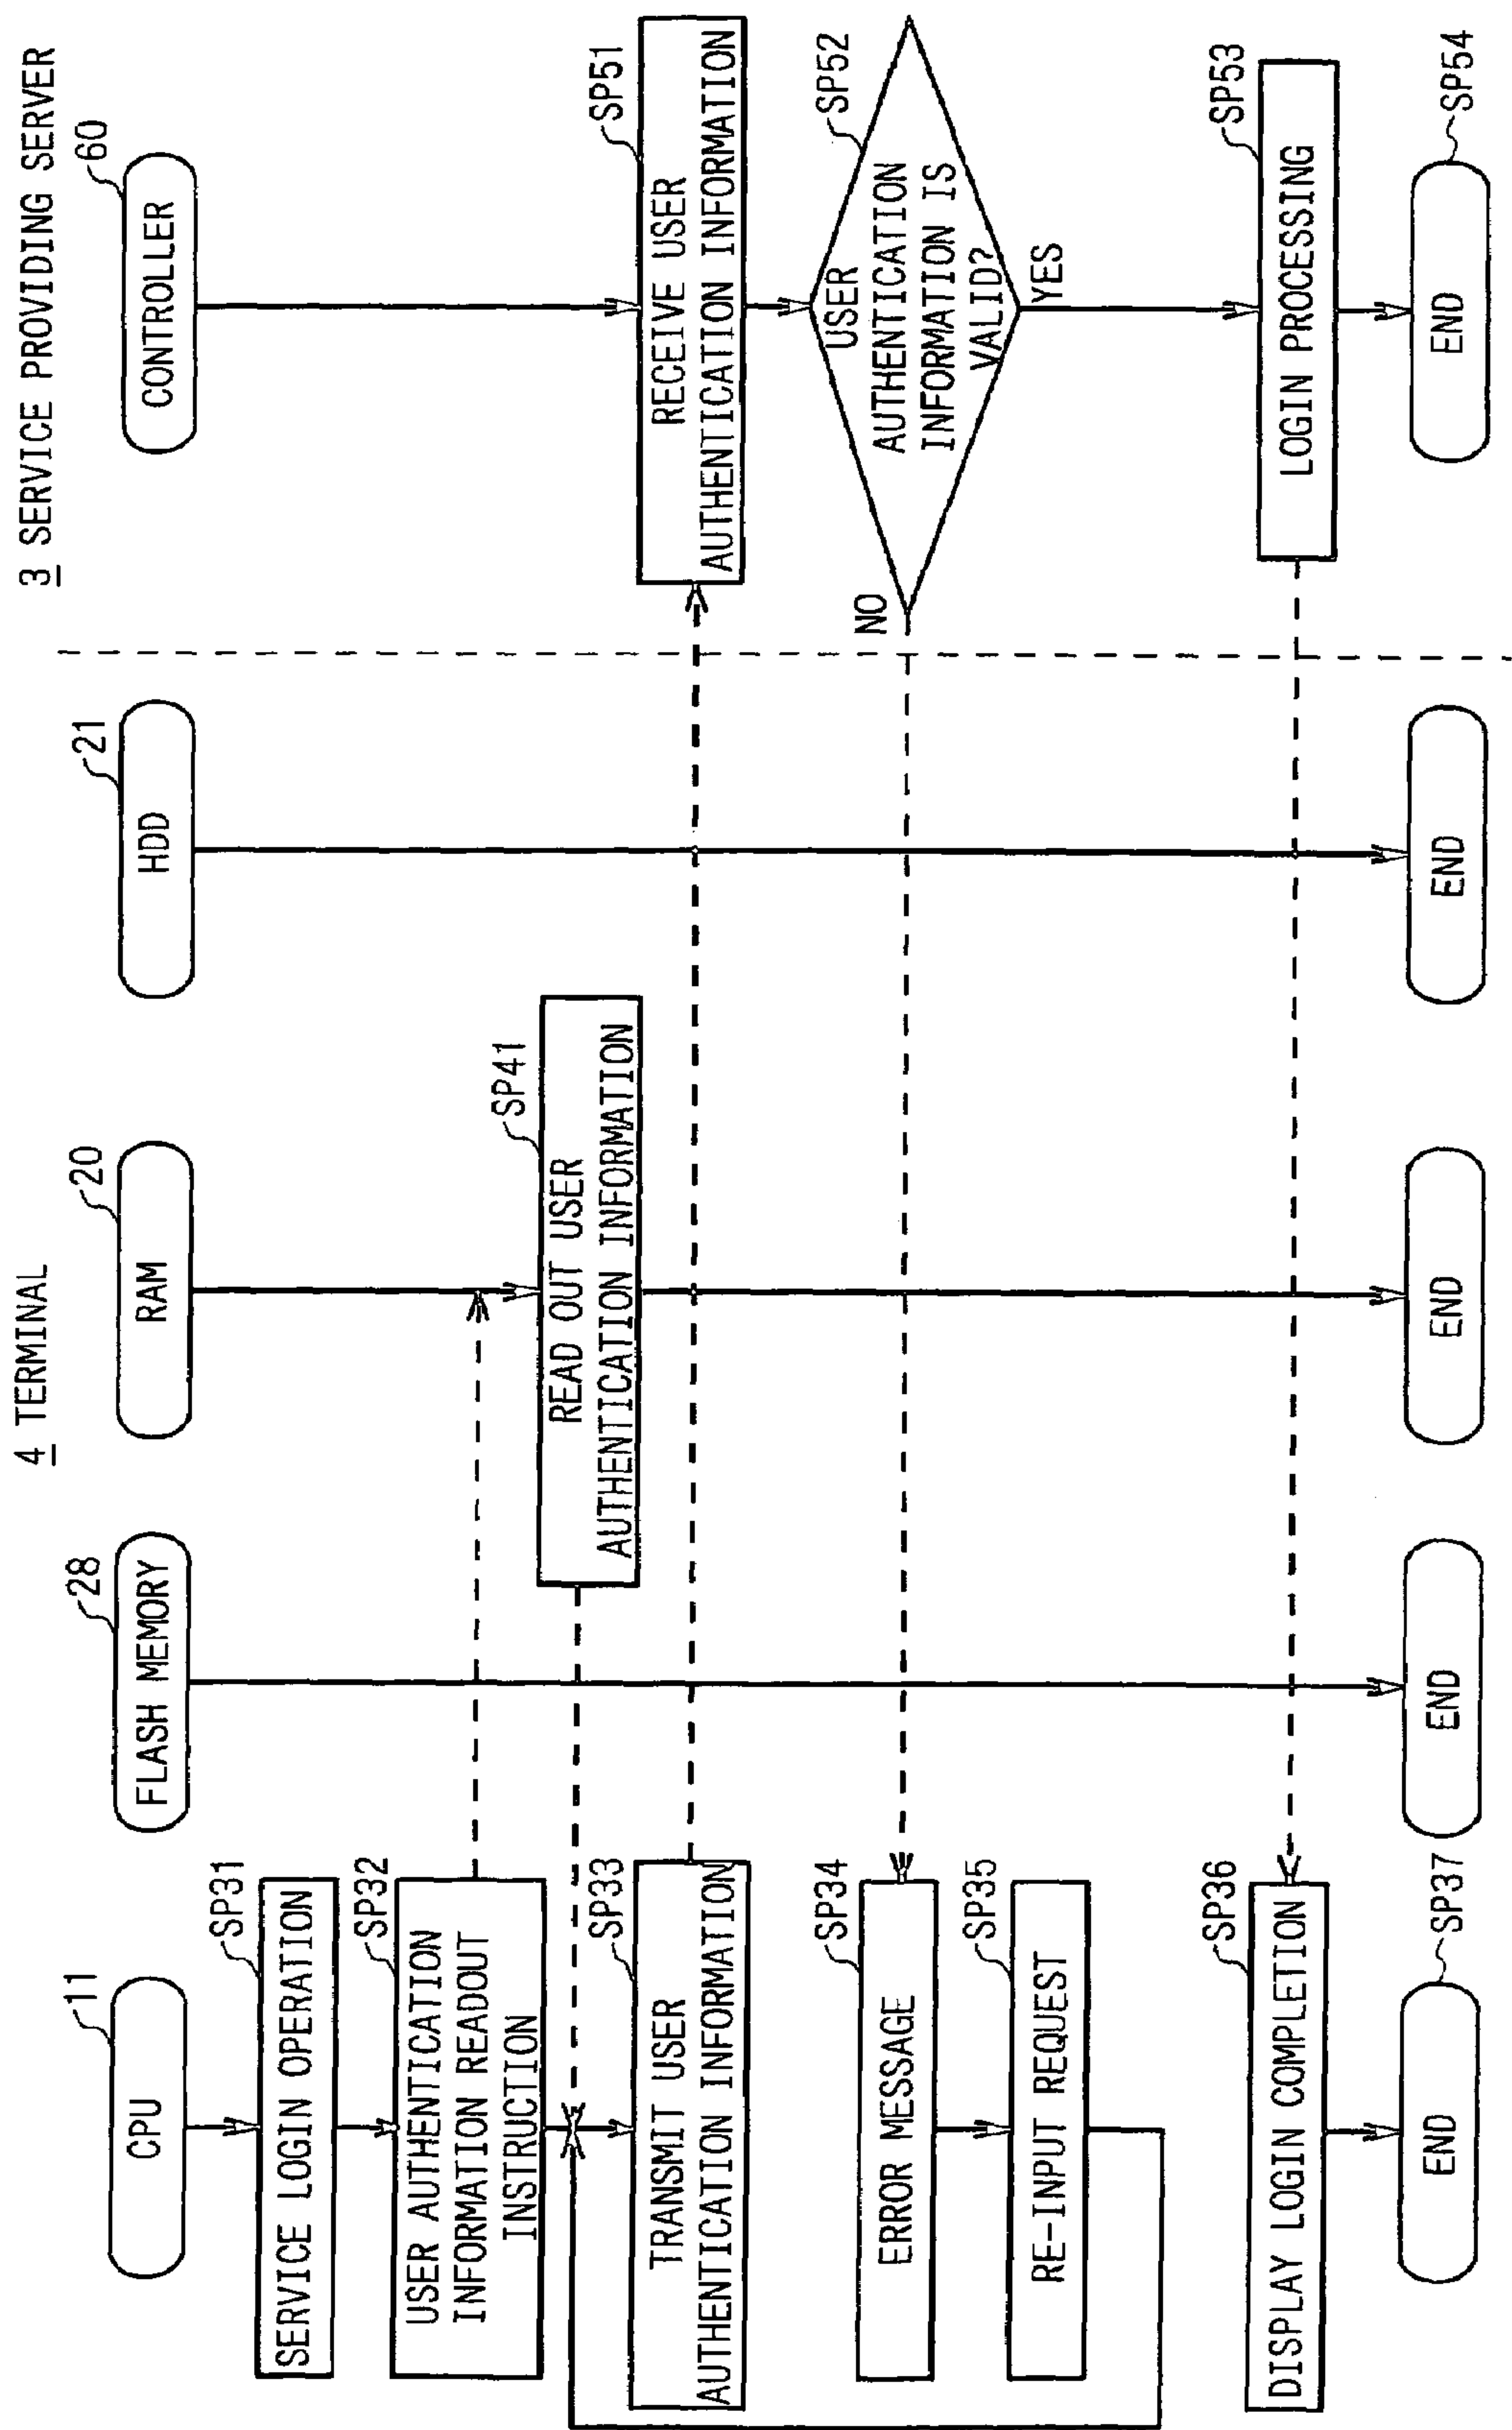 4 TERMINAL
3 SERVICE PROVIDING SERVER
11
CPU
28
FLASH MEMORY
20
RAM
21
HDD
60
CONTROLLER
SP31
SERVICE LOGIN OPERATION
SP32
USER AUTHENTICATION
INFORMATION READOUT
INSTRUCTION
SP41
READ OUT USER
AUTHENTICATION INFORMATION
SP33
TRANSMIT USER
AUTHENTICATION INFORMATION
SP51
RECEIVE USER
AUTHENTICATION INFORMATION
SP52
USER
AUTHENTICATION
INFORMATION IS
VALID?
NO
YES
SP34
ERROR MESSAGE
SP35
RE-INPUT REQUEST
SP53
LOGIN PROCESSING
SP36
DISPLAY LOGIN COMPLETION
END
SP37
END
END
END
END
SP54